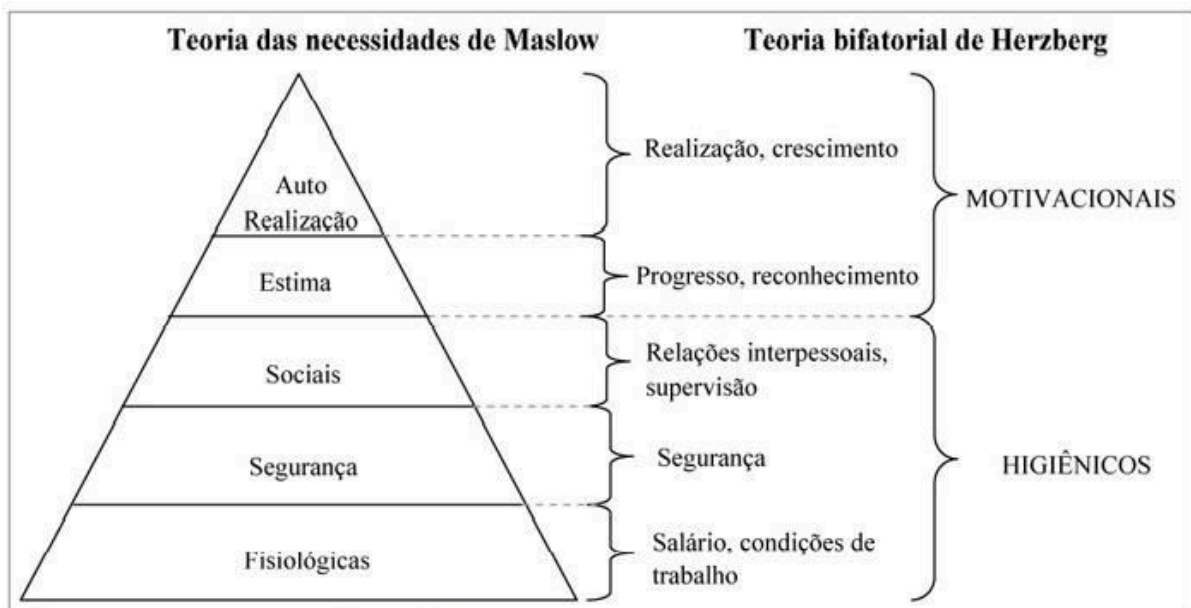 Teoria das necessidades de Maslow
Teoria bifatorial de Herzberg
Auto
Realização
Realização, crescimento
MOTIVACIONAIS
Estima
Progresso, reconhecimento
Sociais
Relações interpessoais,
supervisão
Segurança
Segurança
HIGIÊNICOS
Fisiológicas
Salário, condições de
trabalho